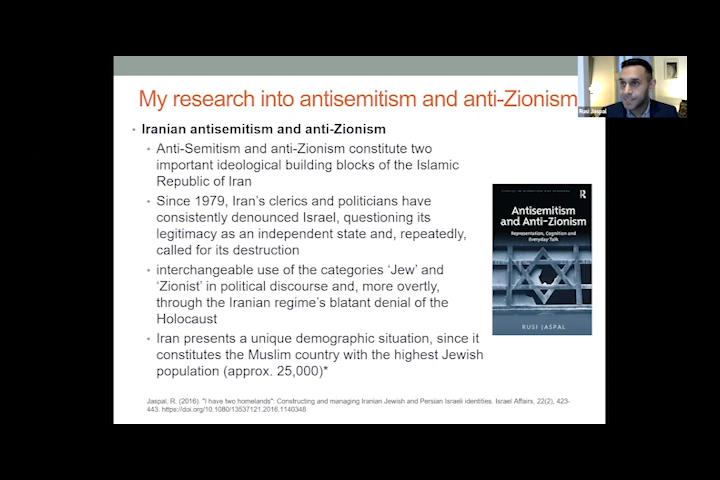 My research into antisemitism and anti-Zionism
Rusi Jaspal
• Iranian antisemitism and anti-Zionism
• Anti-Semitism and anti-Zionism constitute two
important ideological building blocks of the Islamic
Republic of Iran
• Since 1979, Iran's clerics and politicians have
consistently denounced Israel, questioning its
legitimacy as an independent state and, repeatedly,
called for its destruction
• interchangeable use of the categories 'Jew' and
'Zionist' in political discourse and, more overtly,
through the Iranian regime's blatant denial of the
Holocaust
• Iran presents a unique demographic situation, since it
constitutes the Muslim country with the highest Jewish
population (approx. 25,000)*
R
Antisemitism
and Anti-Zionism
Representation, Cognition and
Everyday Talk
RUSI JASPAL
Jaspal, R. (2016). "I have two homelands": Constructing and managing Iranian Jewish and Persian Israeli identities. Israel Affairs, 22(2), 423-
443. https://doi.org/10.1080/13537121.2016.1140348